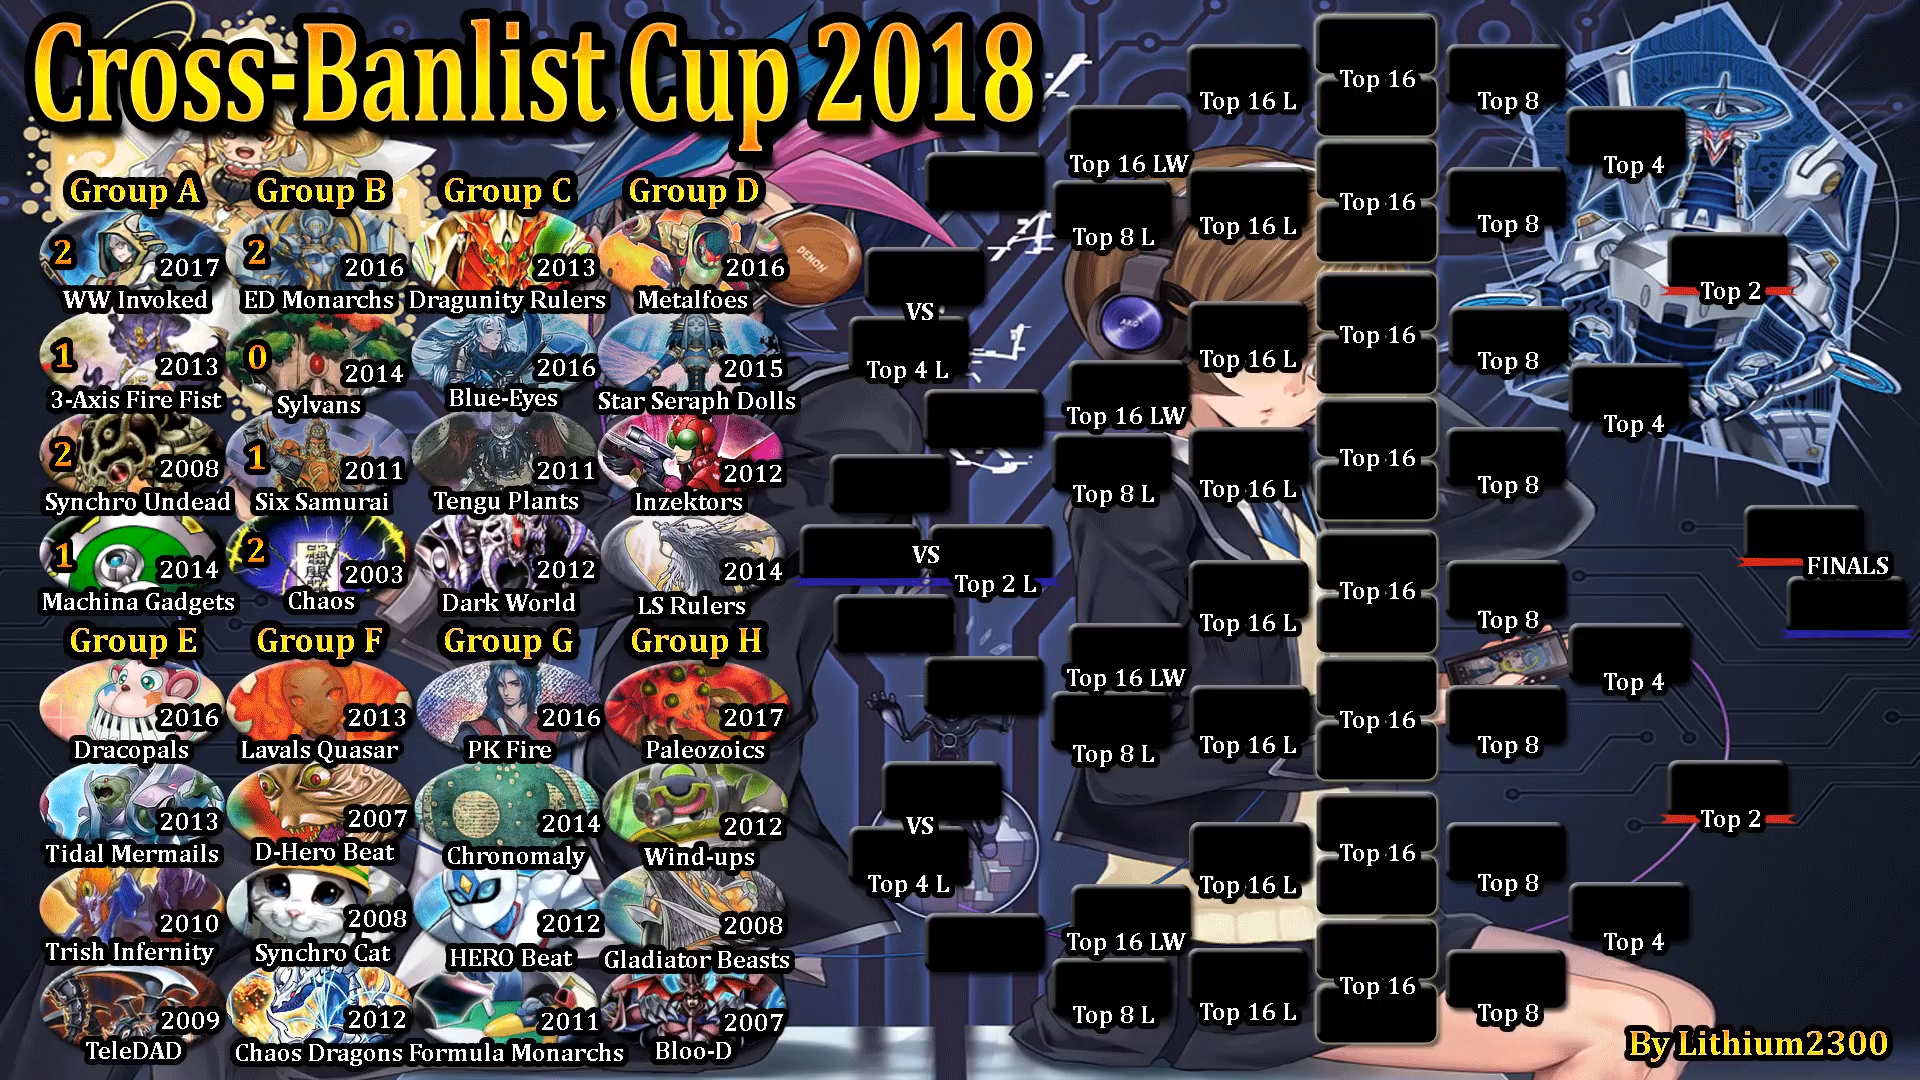 Cross-Banlist Cup 2018
Group A
Group B
Group C
Group D
2
2017
WW Invoked
2
2016
ED Monarchs
2013
Dragunity Rulers
2016
Metalfoes
1
2013
3-Axis Fire Fist
0
2014
Sylvans
2016
Blue-Eyes
2015
Star Seraph Dolls
2
2008
Synchro Undead
1
2011
Six Samurai
2011
Tengu Plants
2012
Inzektors
1
2014
Machina Gadgets
2
2003
Chaos
2012
Dark World
2014
LS Rulers
Group E
Group F
Group G
Group H
2016
Dracopals
2013
Lavals Quasar
2016
PK Fire
2017
Paleozoics
2013
Tidal Mermails
2007
D-Hero Beat
2014
Chronomaly
2012
Wind-ups
2010
Trish Infernity
2008
Synchro Cat
2012
HERO Beat
2008
Gladiator Beasts
2009
TeleDAD
2012
Chaos Dragons
2011
Formula Monarchs
2007
Bloo-D
DENON
AKG
VS
Top 4 L
VS
Top 2 L
VS
Top 4 L
Top 16 LW
Top 8 L
Top 16 LW
Top 8 L
Top 16 LW
Top 8 L
Top 16 LW
Top 8 L
Top 16 L
Top 16 L
Top 16 L
Top 16 L
Top 16 L
Top 16 L
Top 16 L
Top 16 L
Top 16
Top 16
Top 16
Top 16
Top 16
Top 16
Top 16
Top 16
Top 8
Top 8
Top 8
Top 8
Top 8
Top 8
Top 8
Top 8
Top 4
Top 4
Top 4
Top 4
Top 2
Top 2
FINALS
By Lithium2300